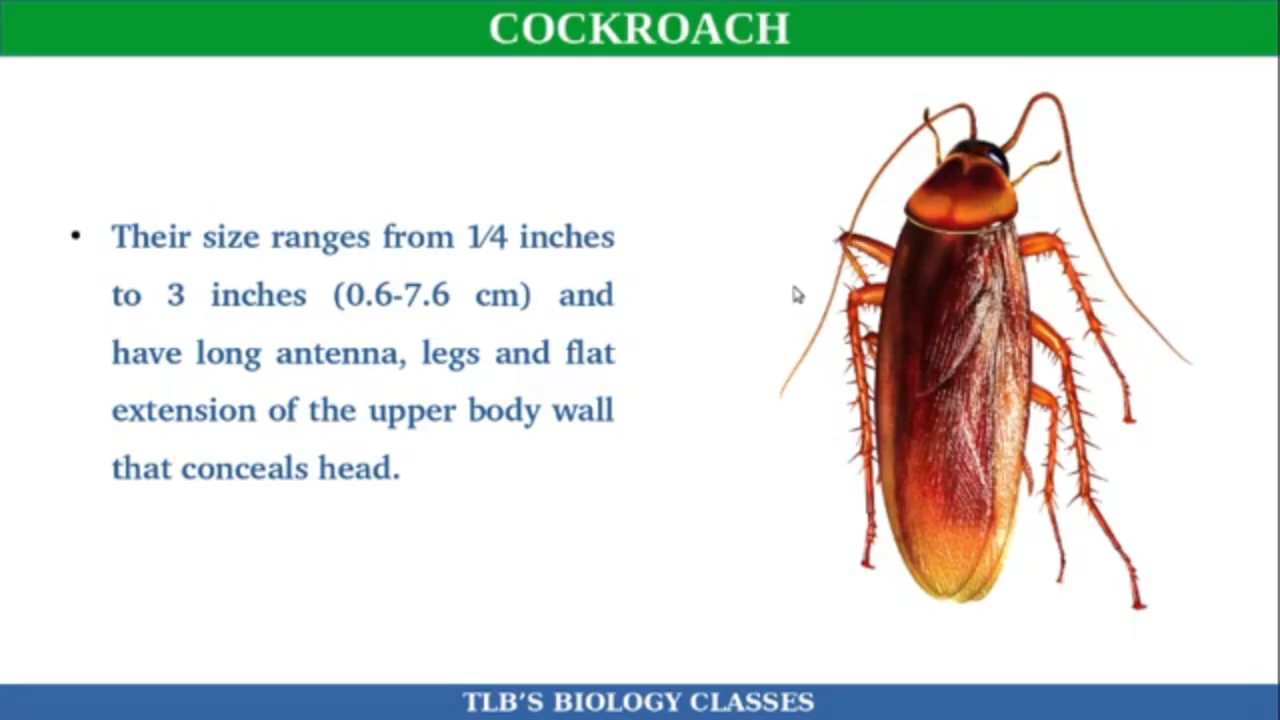 COCKROACH
• Their size ranges from 1⁄4 inches
to 3 inches (0.6-7.6 cm) and
have long antenna, legs and flat
extension of the upper body wall
that conceals head.
TLB’S BIOLOGY CLASSES